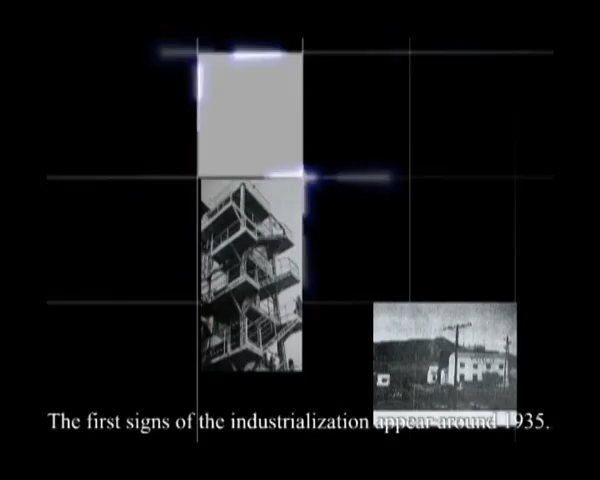 The first signs of the industrialization appear around 1935.